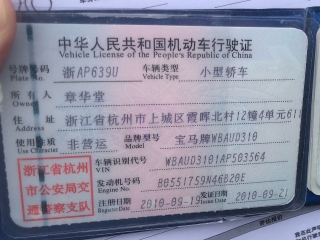 中华人民共和国机动车行驶证
Vehicle License of the People's Republic of China
号牌号码 浙AP639U 车辆类型 小型轿车
Plate No. Vehicle Type
所有人 章华堂
Owner
住址 浙江省杭州市上城区霞晖北村12幢4单元611
Address
使用性质 非营运 品牌型号 宝马牌WBAUD310
Use Character Model
浙江省杭州市公安局交通警察支队
车辆识别代号 WBAUD3101AP503564
VIN
发动机号码 B0551759N46B20E
Engine No.
注册日期 2010-09-19 发证日期 2010-09-21
Register Date Issue Date